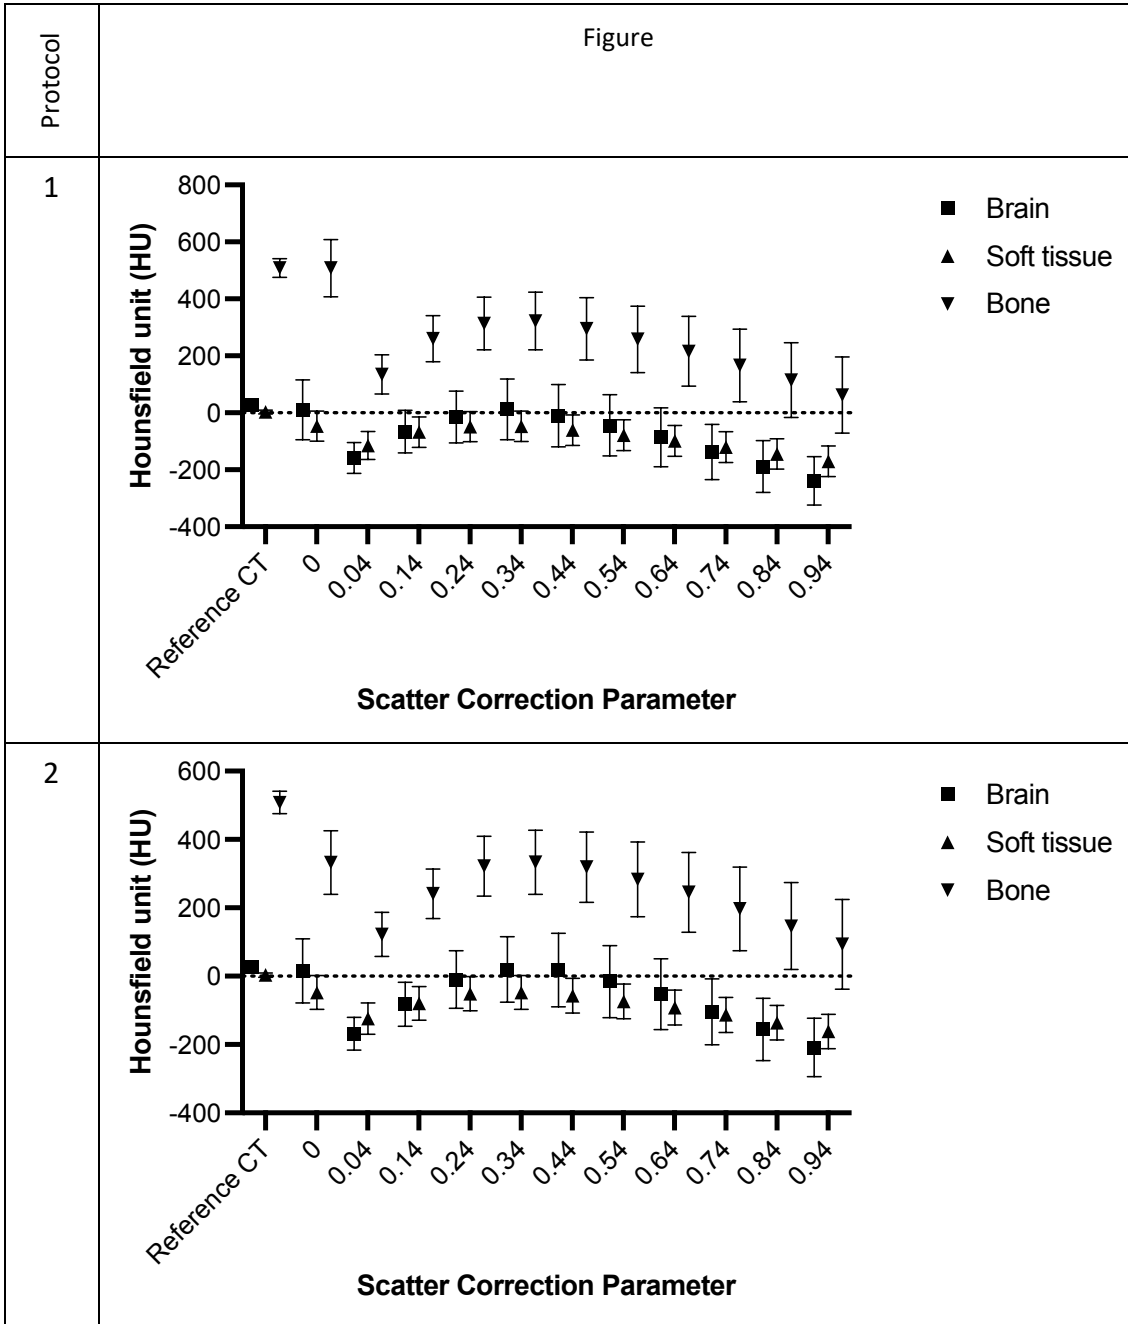 Protocol
Figure
1
800
600
400
200
0
-200
-400
Hounsfield unit (HU)
Brain
Soft tissue
Bone
Reference CT
0
0.04
0.14
0.24
0.34
0.44
0.54
0.64
0.74
0.84
0.94
Scatter Correction Parameter
2
600
400
200
0
-200
-400
Hounsfield unit (HU)
Brain
Soft tissue
Bone
Reference CT
0
0.04
0.14
0.24
0.34
0.44
0.54
0.64
0.74
0.84
0.94
Scatter Correction Parameter